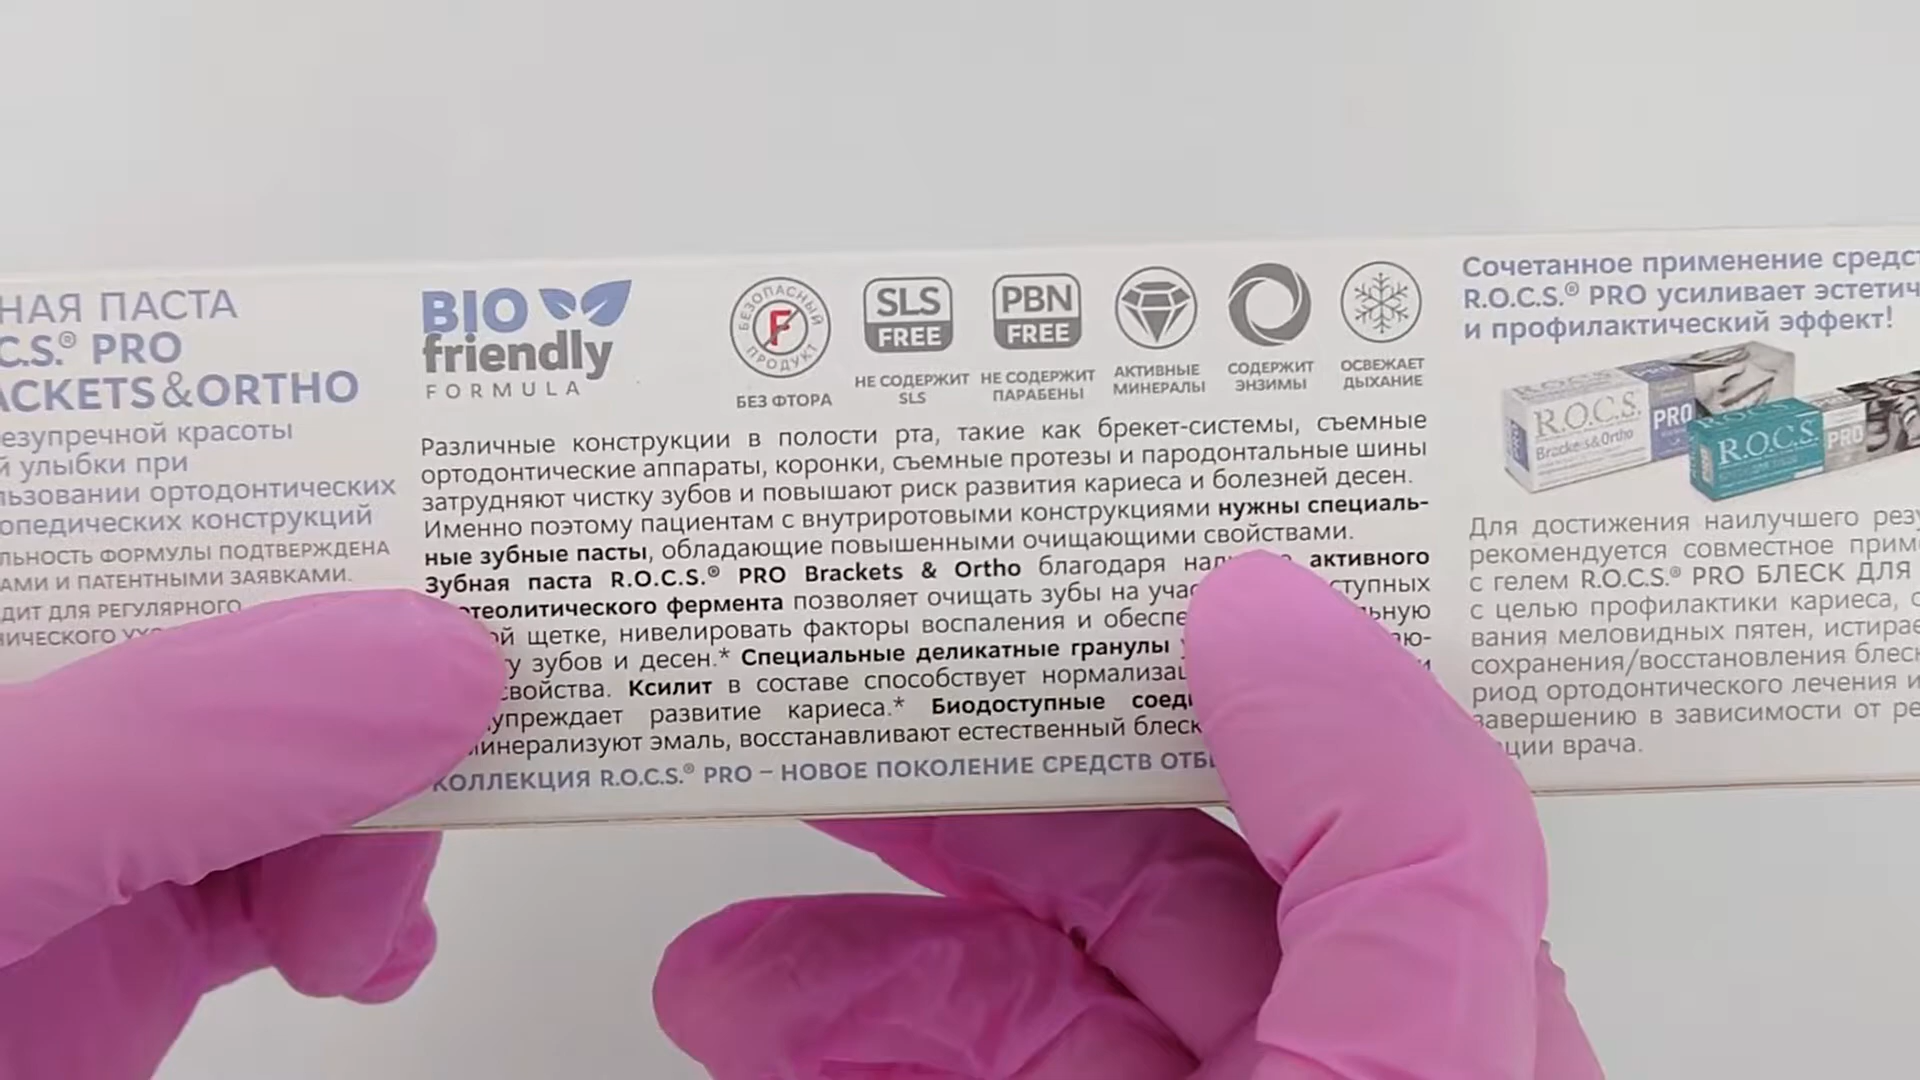 НАЯ ПАСТА
C.S.® PRO
ACKETS&ORTHO
езупречной красоты
й улыбки при
льзовании ортодонтических
опедических конструкций
ЛЬНОСТЬ ФОРМУЛЫ ПОДТВЕРЖДЕНА
АМИ И ПАТЕНТНЫМИ ЗАЯВКАМИ.
ДИТ ДЛЯ РЕГУЛЯРНОГО
BIO
friendly
FORMULA
БЕЗОПАСНЫЙ
F
ПРОДУКТ
БЕЗ ФТОРА
SLS
FREE
НЕ СОДЕРЖИТ
SLS
PBN
FREE
НЕ СОДЕРЖИТ
ПАРАБЕНЫ
АКТИВНЫЕ
МИНЕРАЛЫ
СОДЕРЖИТ
ЭНЗИМЫ
ОСВЕЖАЕТ
ДЫХАНИЕ
Различные конструкции в полости рта, такие как брекет-системы, съемные
ортодонтические аппараты, коронки, съемные протезы и пародонтальные шины
затрудняют чистку зубов и повышают риск развития кариеса и болезней десен.
Именно поэтому пациентам с внутриротовыми конструкциями нужны специаль-
ные зубные пасты, обладающие повышенными очищающими свойствами.
Зубная паста R.O.C.S.® PRO Brackets & Ortho благодаря активного
отеолитического фермента позволяет очищать зубы на учас ступных
ой щетке, нивелировать факторы воспаления и обеспе льную
у зубов и десен.* Специальные деликатные гранулы аю-
свойства. Ксилит в составе способствует нормализац и
упреждает развитие кариеса.* Биодоступные соеди
инерализуют эмаль, восстанавливают естественный блеск
КОЛЛЕКЦИЯ R.O.C.S.® PRO – НОВОЕ ПОКОЛЕНИЕ СРЕДСТВ ОТБ
Сочетанное применение средст
R.O.C.S.® PRO усиливает эстетич
и профилактический эффект!
R.O.C.S.
PRO
Brackets&Ortho
R.O.C.S.
PRO
Для достижения наилучшего резу
рекомендуется совместное прим
с гелем R.O.C.S.® PRO БЛЕСК ДЛЯ
с целью профилактики кариеса, с
вания меловидных пятен, истирае
сохранения/восстановления блеск
риод ортодонтического лечения и
завершению в зависимости от ре
ции врача.